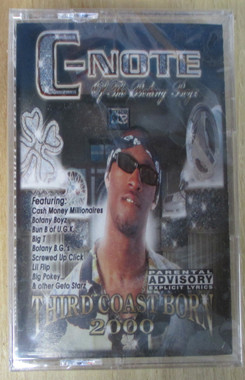 C-NOTE
Of The Botany Boyz
Featuring:
Cash Money Millionaires
Botany Boyz
Bun B of U.G.K.
Big T
Botany B.G.'s
Screwed Up Click
Lil Flip
Big Pokey
& other Geto Starz
PARENTAL
ADVISORY
EXPLICIT LYRICS
THIRD COAST BORN
2000